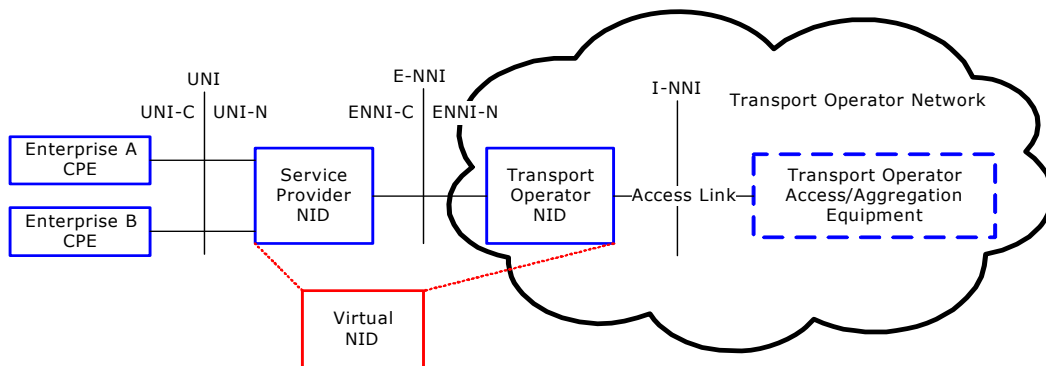 UNI
UNI-C UNI-N
E-NNI
ENNI-C ENNI-N
I-NNI
Transport Operator Network
Enterprise A
CPE
Enterprise B
CPE
Service
Provider
NID
Transport
Operator
NID
Access Link
Transport Operator
Access/Aggregation
Equipment
Virtual
NID